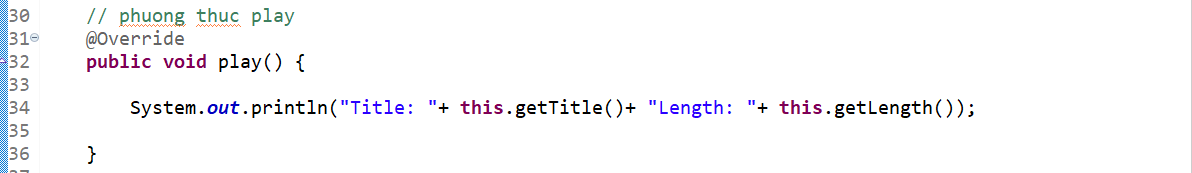 30 // phuong thuc play
31 @Override
32 public void play() {
33
34 System.out.println("Title: "+ this.getTitle()+ "Length: "+ this.getLength());
35
36 }